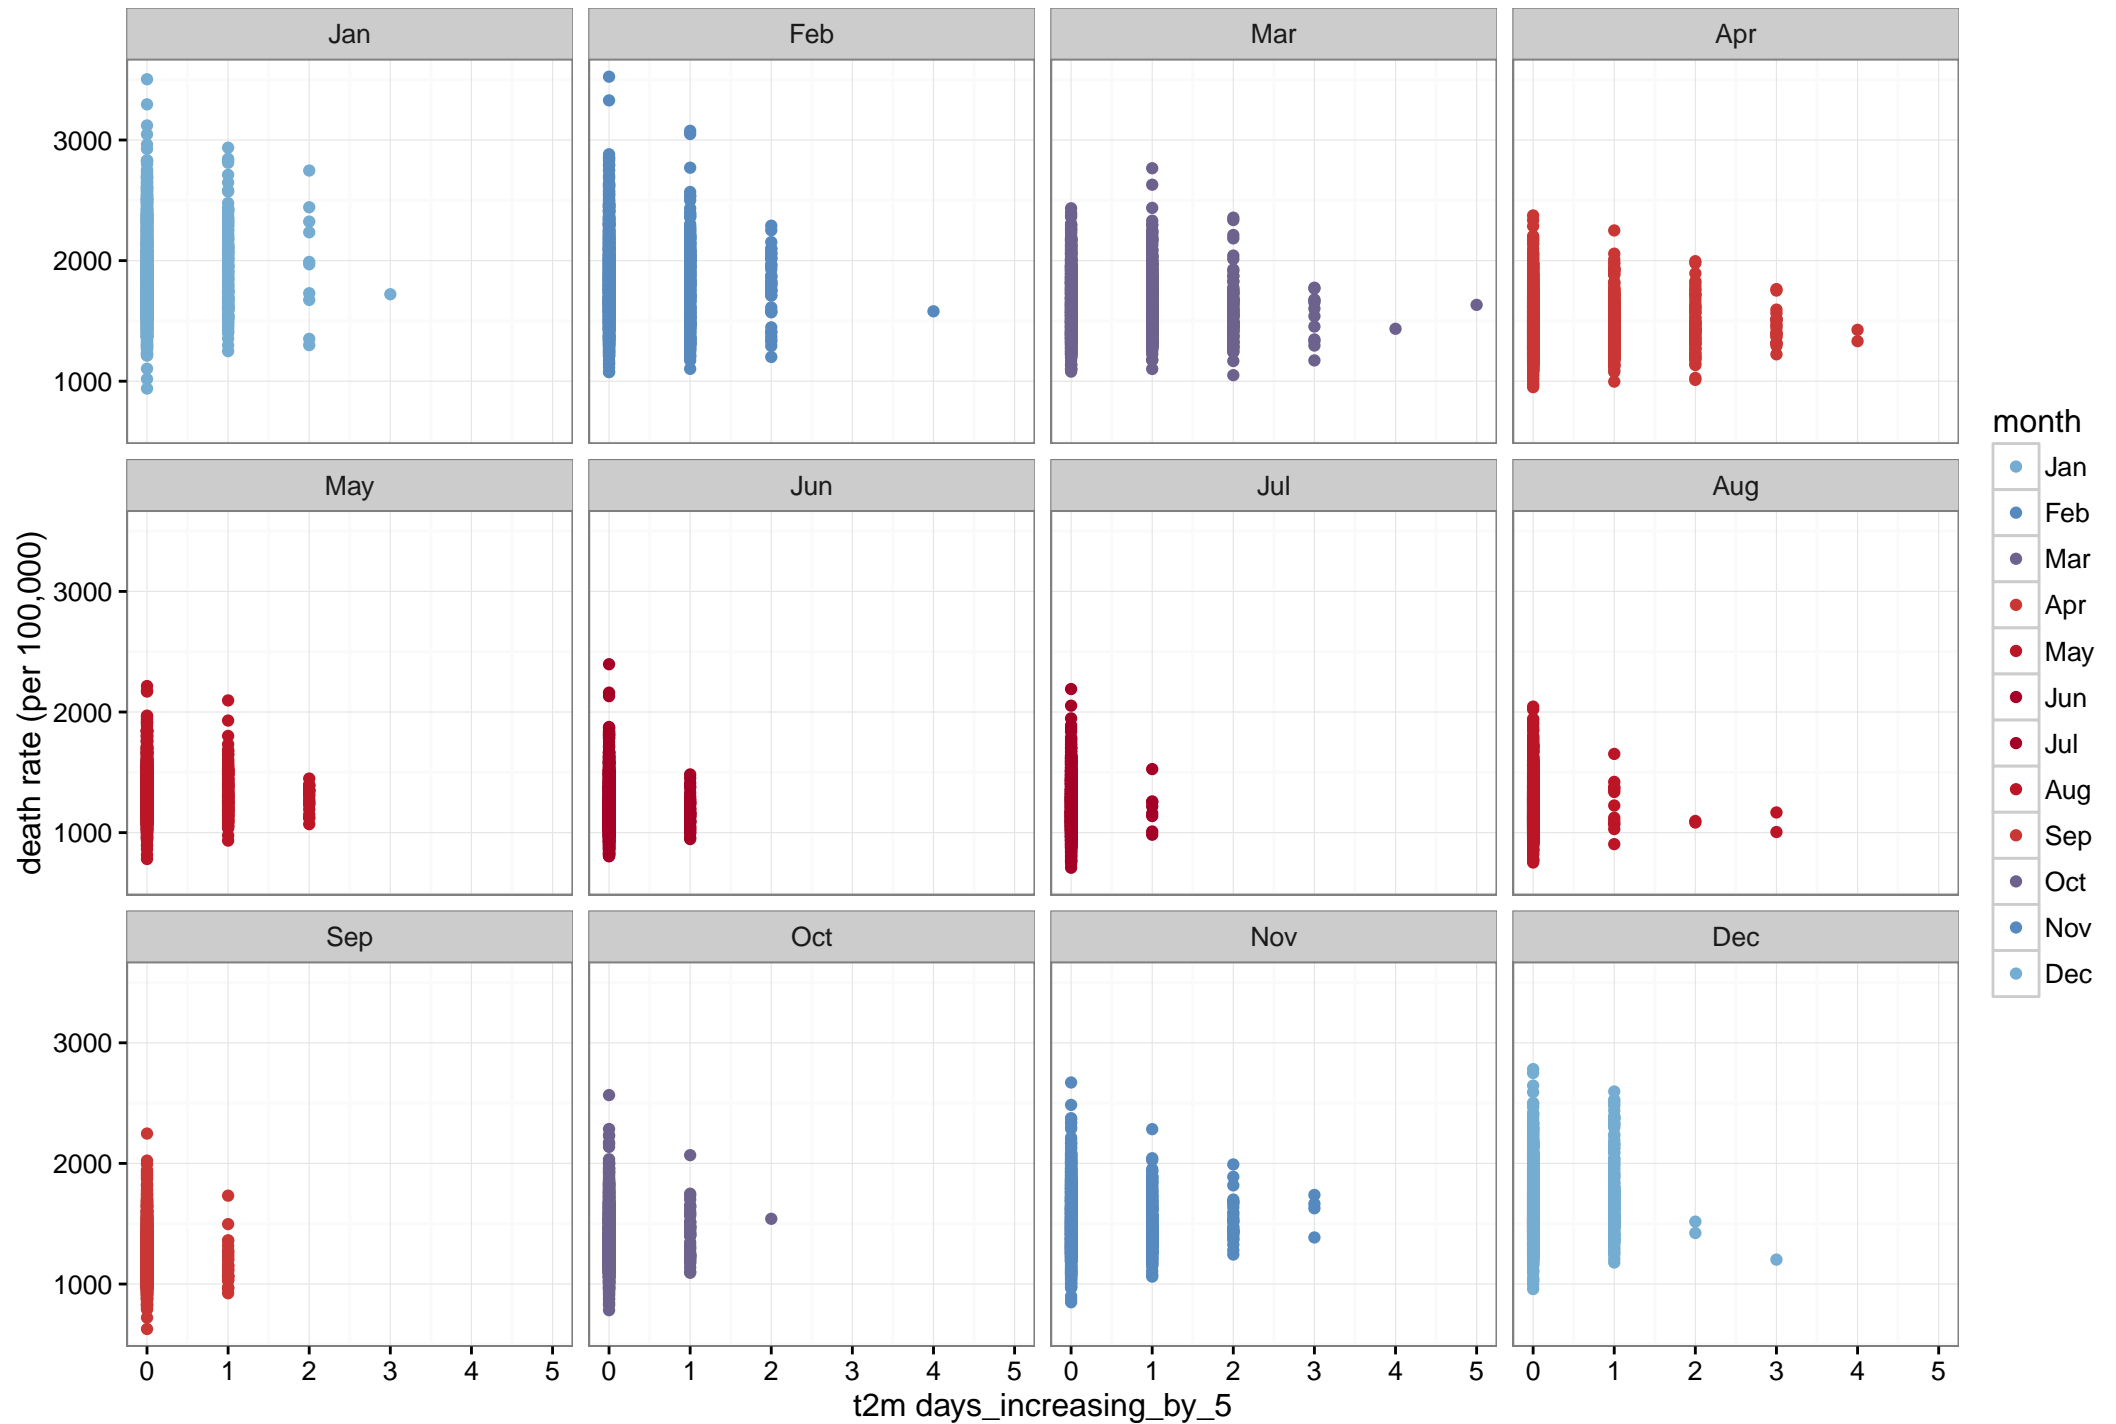 Jan Feb Mar Apr
3000
2000
1000
May Jun Jul Aug
3000
2000
1000
Sep Oct Nov Dec
3000
2000
1000
0 1 2 3 4 5 0 1 2 3 4 5 0 1 2 3 4 5 0 1 2 3 4 5
t2m days_increasing_by_5
death rate (per 100,000)
month
Jan
Feb
Mar
Apr
May
Jun
Jul
Aug
Sep
Oct
Nov
Dec